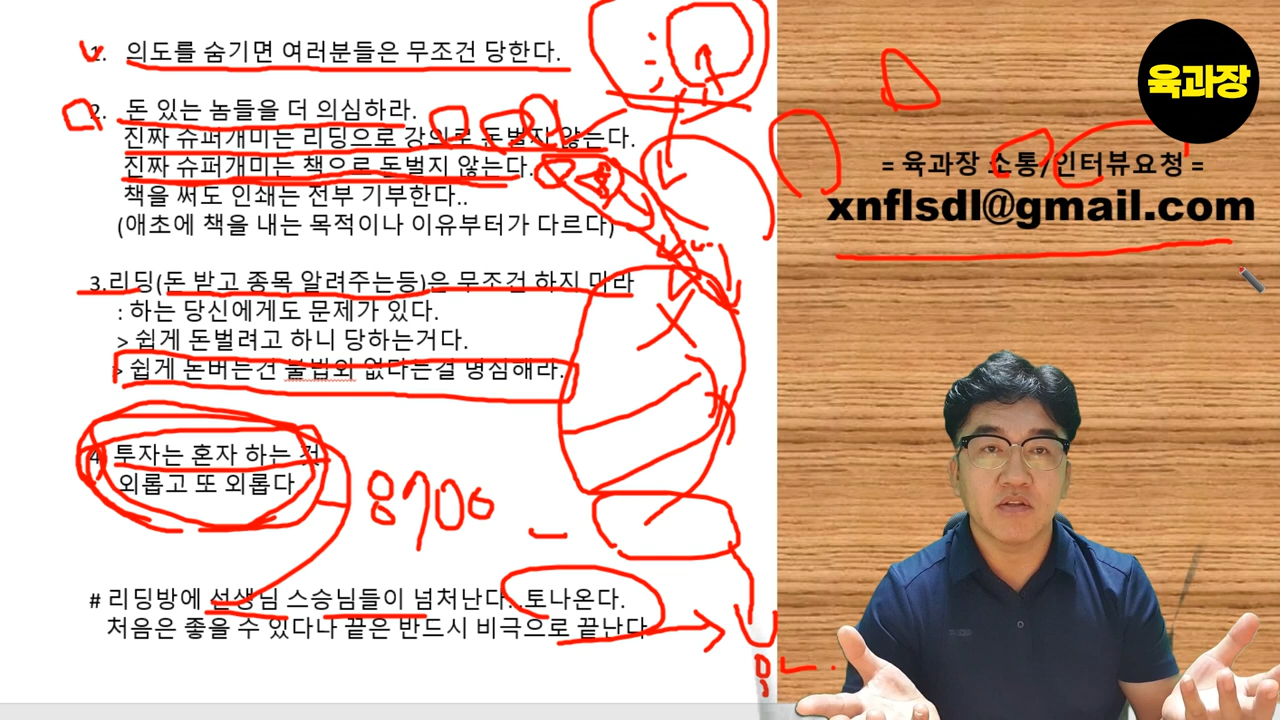 1. 의도를 숨기면 여러분들은 무조건 당한다.
2. 돈 있는 놈들을 더 의심하라.
진짜 슈퍼개미는 리딩으로 강의로 돈벌지 않는다.
진짜 슈퍼개미는 책으로 돈벌지 않는다.
책을 써도 인쇄는 전부 기부한다..
(애초에 책을 내는 목적이나 이유부터가 다르다)
3.리딩(돈 받고 종목 알려주는등)은 무조건 하지 마라
: 하는 당신에게도 문제가 있다.
> 쉽게 돈벌려고 하니 당하는거다.
> 쉽게 돈버는건 불법외 없다는걸 명심해라.
4. 투자는 혼자 하는 것
외롭고 또 외롭다
8700
# 리딩방에 선생님 스승님들이 넘처난다..토나온다.
처음은 좋을 수 있다나 끝은 반드시 비극으로 끝난다
육과장
= 육과장 소통/인터뷰요청 =
xnflsdl@gmail.com